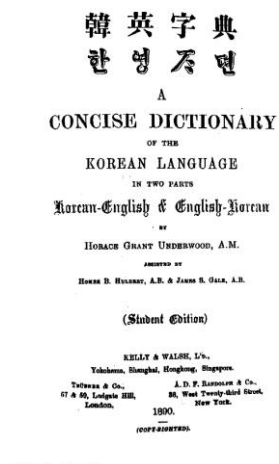 韓英字典
한영ᄌᆞ뎐
A
CONCISE DICTIONARY
OF THE
KOREAN LANGUAGE
IN TWO PARTS
Korean-English & English-Korean
BY
HORACE GRANT UNDERWOOD, A.M.
ASSISTED BY
HOMER B. HULBERT, A.B. & JAMES S. GALE, A.B.
(Student Edition)
KELLY & WALSH, L'D.,
Yokohama, Shanghai, Hongkong, Singapore.
TRÜBNER & Co., A. D. F. RANDOLPH & Co.,
57 & 59, Ludgate Hill, 38, West Twenty-third Street,
London, New York.
1890.
(COPY-RIGHTED).